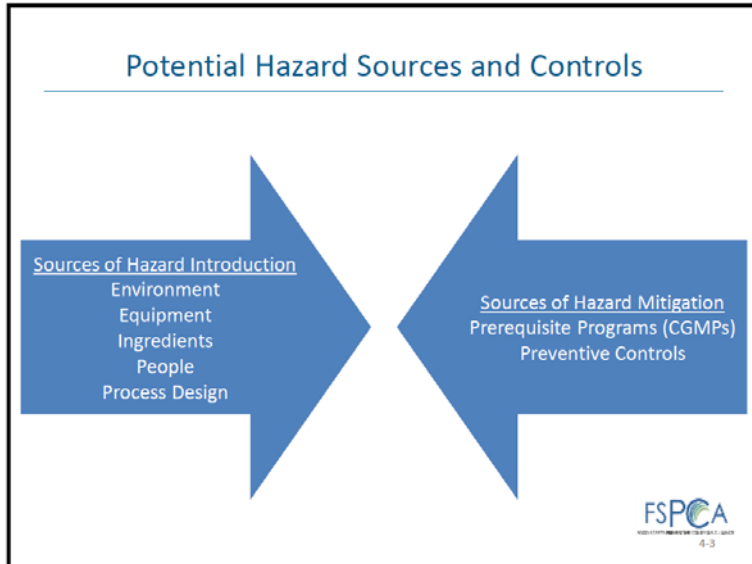 Potential Hazard Sources and Controls
Sources of Hazard Introduction
Environment
Equipment
Ingredients
People
Process Design
Sources of Hazard Mitigation
Prerequisite Programs (CGMPs)
Preventive Controls
FSPCA
4-3